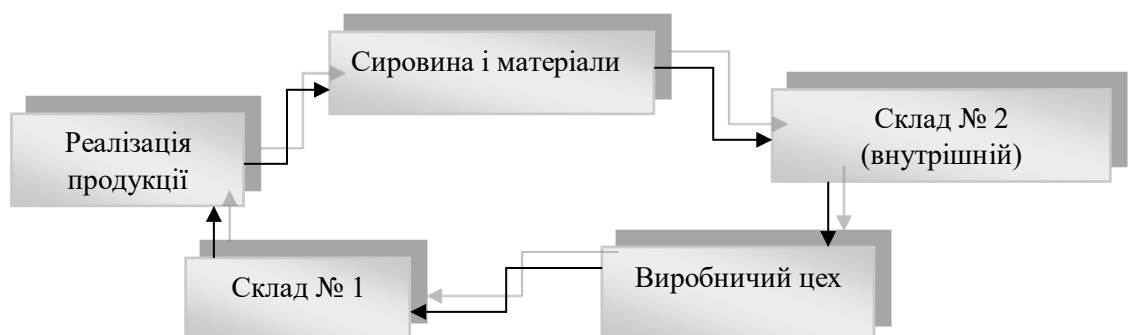 Сировина і матеріали
Склад № 2
(внутрішній)
Реалізація
продукції
Виробничий цех
Склад № 1